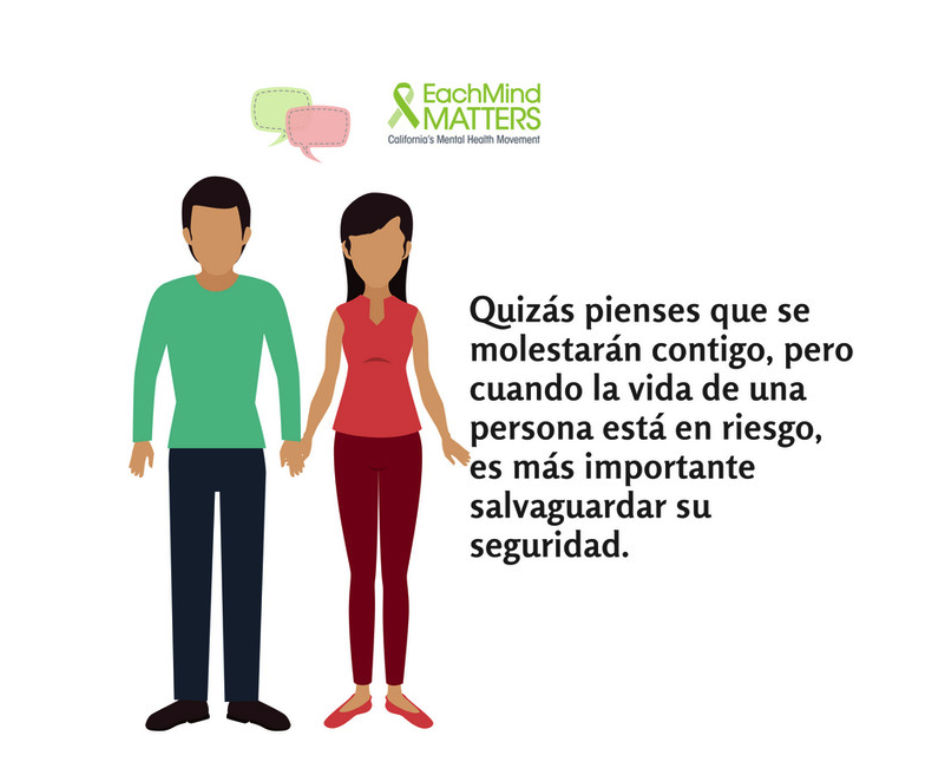 EachMind
MATTERS
California's Mental Health Movement
Quizás pienses que se
molestarán contigo, pero
cuando la vida de una
persona está en riesgo,
es más importante
salvaguardar su
seguridad.